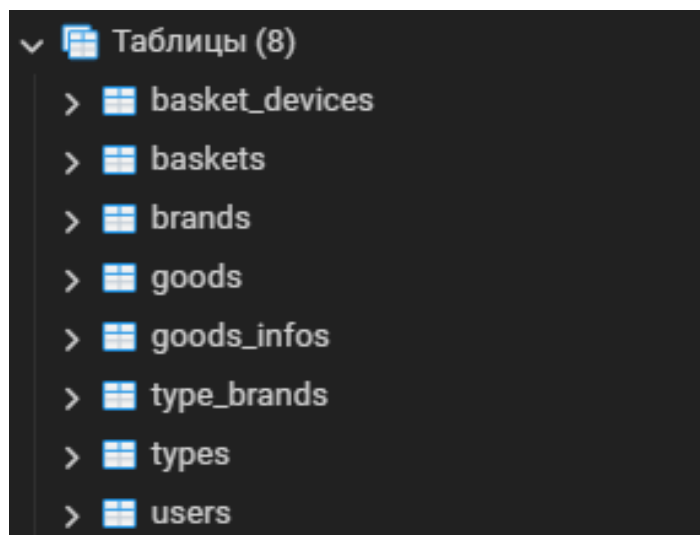 Таблицы (8)
basket_devices
baskets
brands
goods
goods_infos
type_brands
types
users